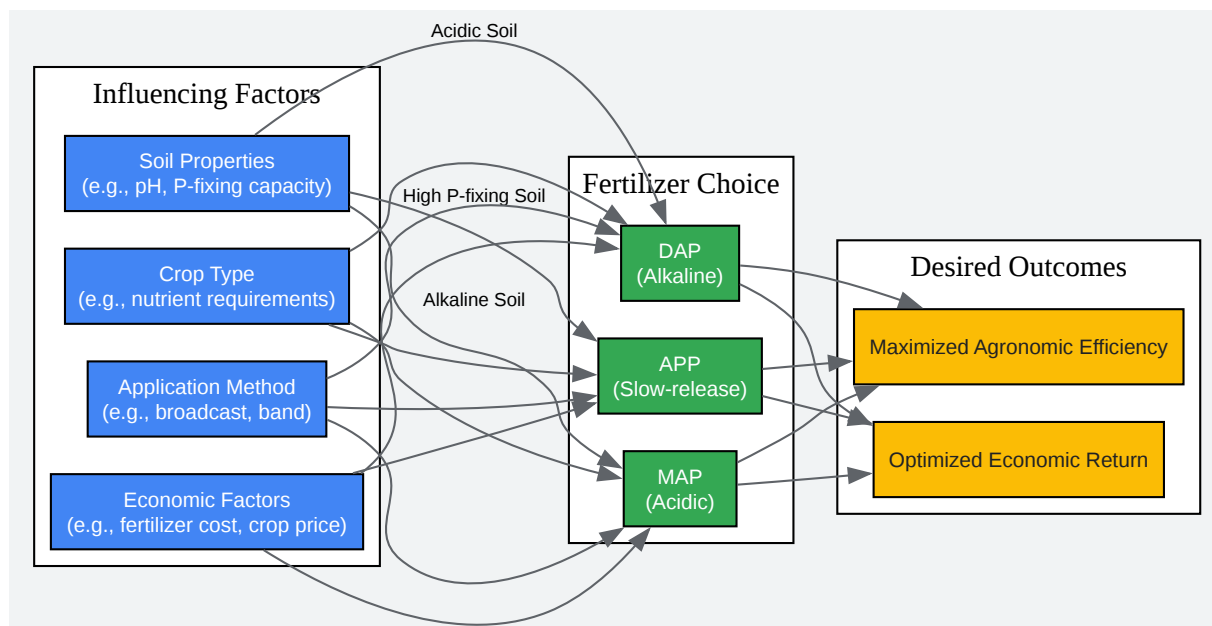 Acidic Soil
Influencing Factors
Soil Properties
(e.g., pH, P-fixing capacity)
Crop Type
(e.g., nutrient requirements)
Application Method
(e.g., broadcast, band)
Economic Factors
(e.g., fertilizer cost, crop price)
High P-fixing Soil
Alkaline Soil
Fertilizer Choice
DAP
(Alkaline)
APP
(Slow-release)
MAP
(Acidic)
Desired Outcomes
Maximized Agronomic Efficiency
Optimized Economic Return